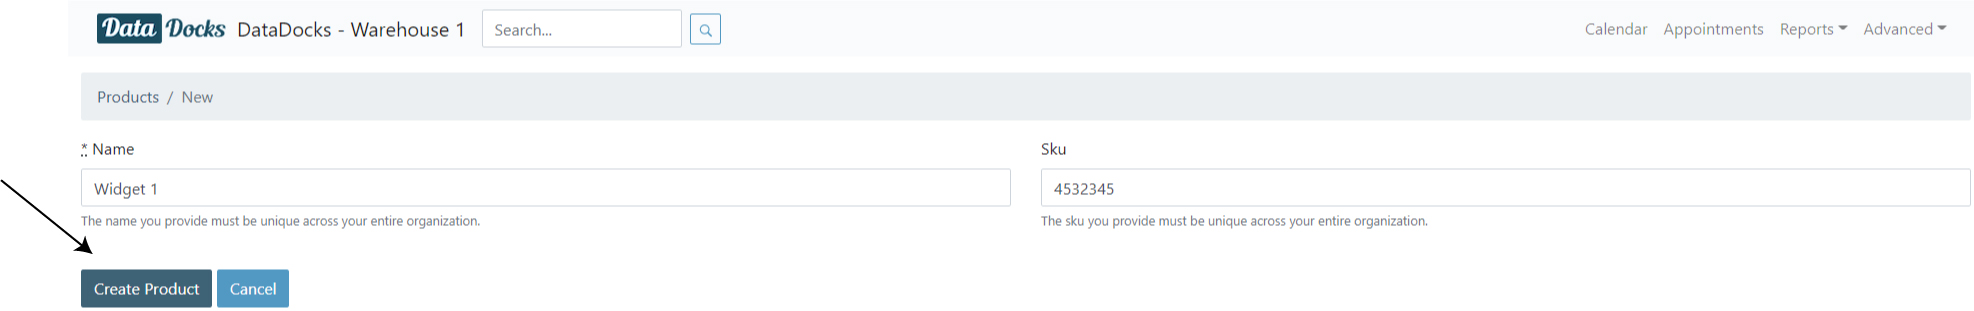 Data Docks DataDocks - Warehouse 1 Search... Calendar Appointments Reports Advanced
Products / New
* Name
Sku
Widget 1
4532345
The name you provide must be unique across your entire organization.
The sku you provide must be unique across your entire organization.
Create Product Cancel